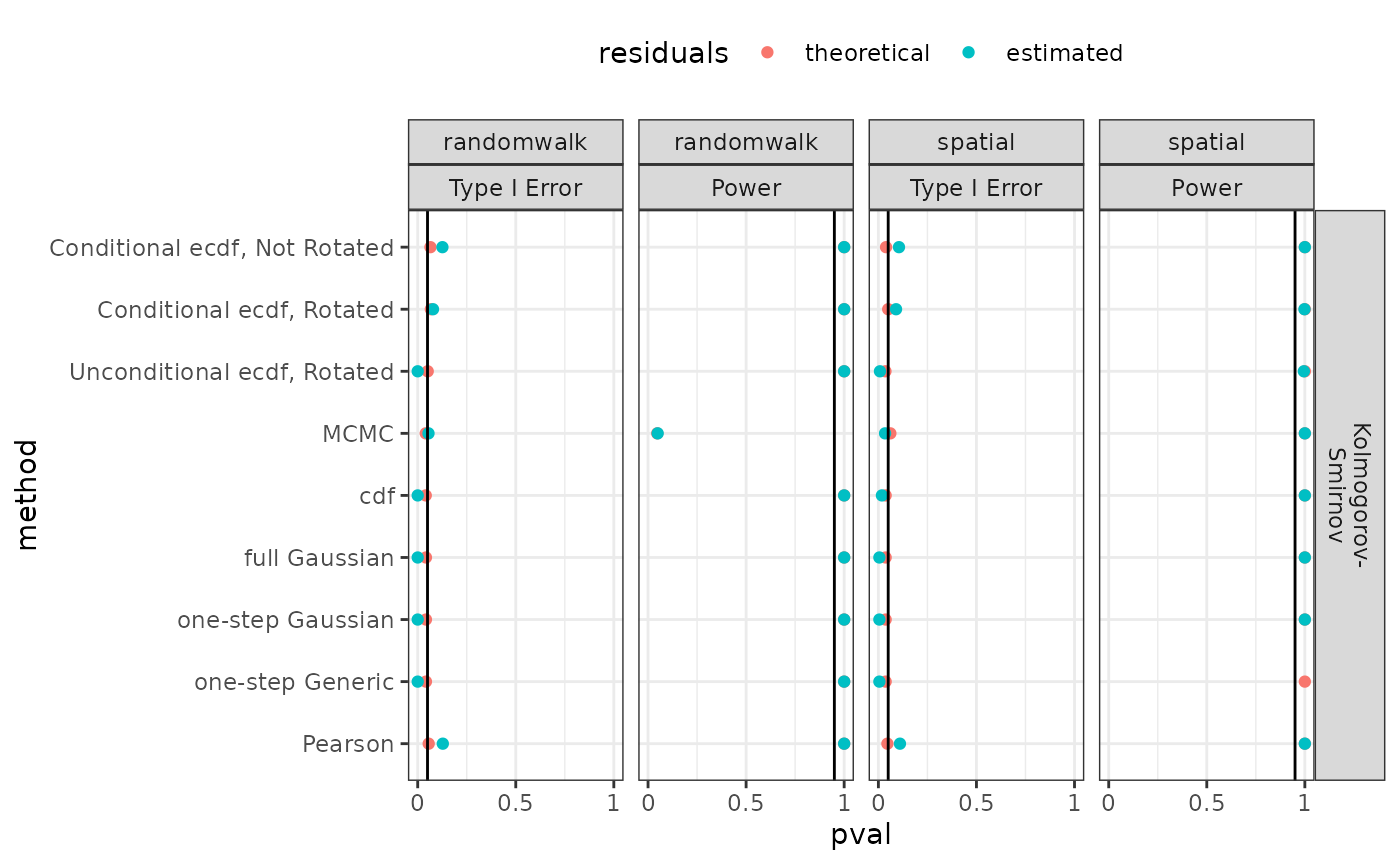 residuals theoretical estimated
randomwalk randomwalk spatial spatial
Type I Error Power Type I Error Power
Conditional ecdf, Not Rotated
Conditional ecdf, Rotated
Unconditional ecdf, Rotated
MCMC
cdf
full Gaussian
one-step Gaussian
one-step Generic
Pearson
method
Kolmogorov-
Smirnov
0 0.5 1 0 0.5 1 0 0.5 1 0 0.5 1
pval